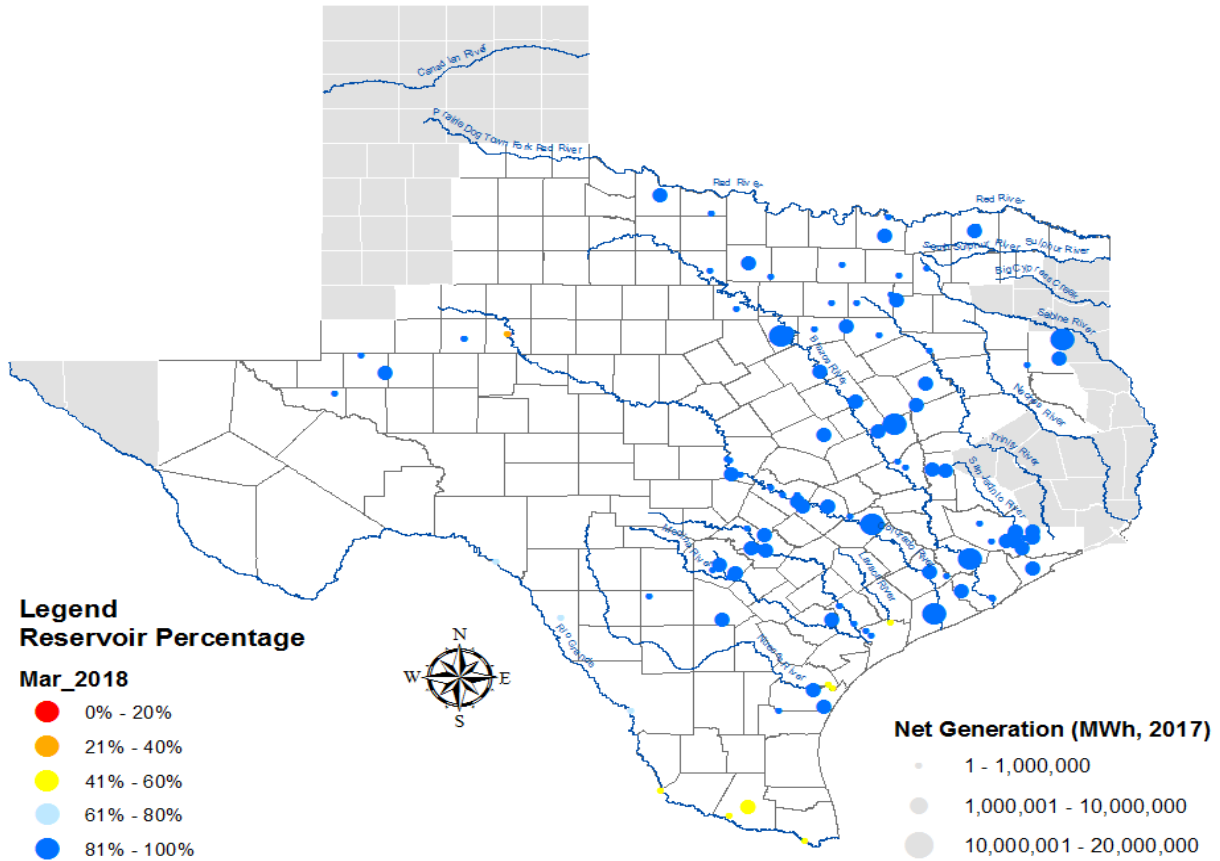 Canadian River
Prairie Dog Town Fork Red River
Red River
Red River
South Sulphur River
Sulphur River
Big Cypress Creek
Sabine River
Brazos River
Neches River
Trinity River
San Jacinto River
Colorado River
Medina River
Lavaca River
Nueces River
Rio Grande
Legend
Reservoir Percentage
Mar_2018
0% - 20%
21% - 40%
41% - 60%
61% - 80%
81% - 100%
N
W E
S
Net Generation (MWh, 2017)
1 - 1,000,000
1,000,001 - 10,000,000
10,000,001 - 20,000,000